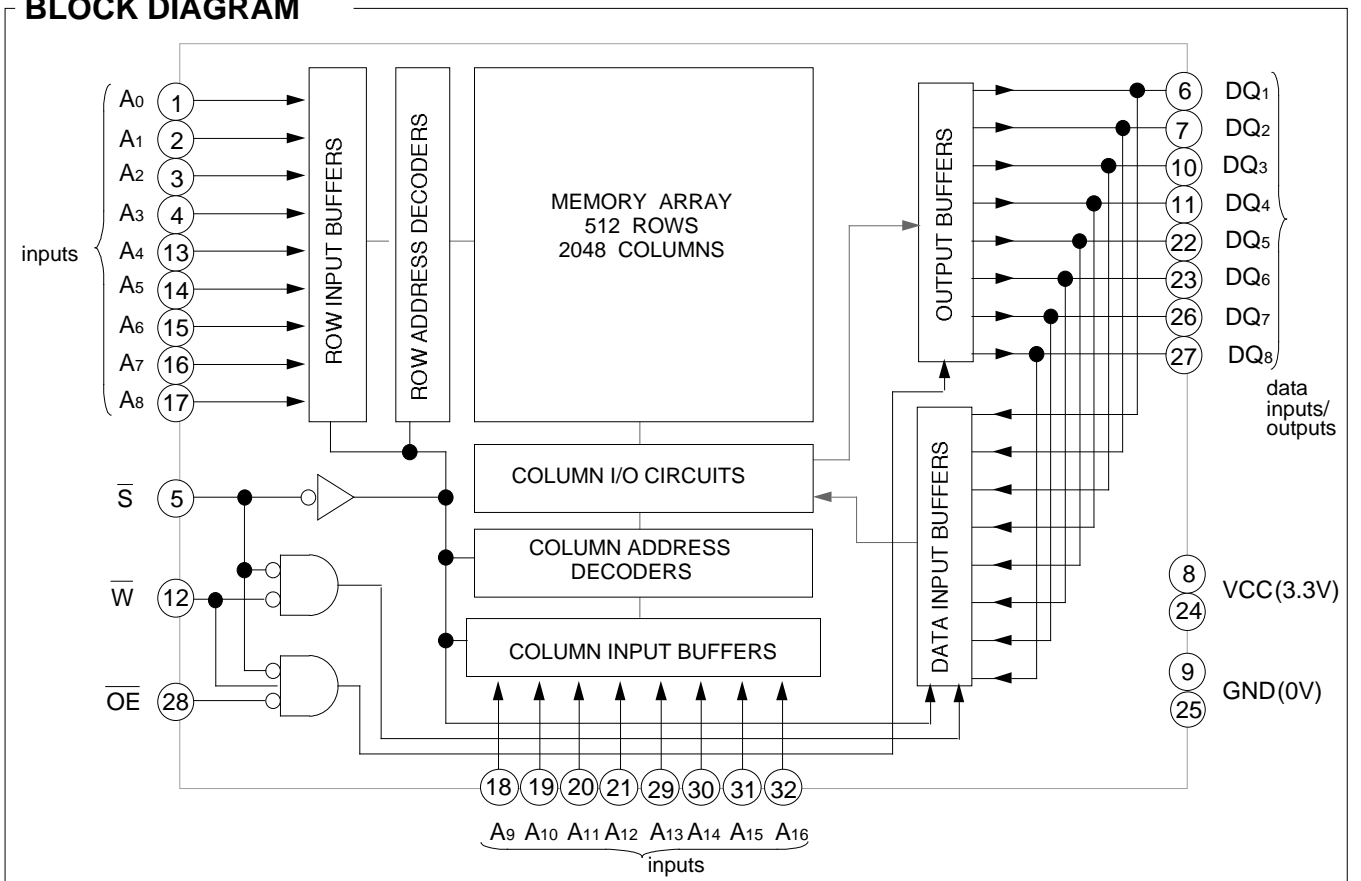 BLOCK DIAGRAM
A0 1
A1 2
A2 3
A3 4
A4 13
A5 14
A6 15
A7 16
A8 17
inputs
S̅ 5
W̅ 12
O̅E̅ 28
ROW INPUT BUFFERS
ROW ADDRESS DECODERS
MEMORY ARRAY
512 ROWS
2048 COLUMNS
COLUMN I/O CIRCUITS
COLUMN ADDRESS
DECODERS
COLUMN INPUT BUFFERS
OUTPUT BUFFERS
DATA INPUT BUFFERS
6 DQ1
7 DQ2
10 DQ3
11 DQ4
22 DQ5
23 DQ6
26 DQ7
27 DQ8
data
inputs/
outputs
8
24
VCC(3.3V)
9
25
GND(0V)
18 19 20 21 29 30 31 32
A9 A10 A11 A12 A13 A14 A15 A16
inputs